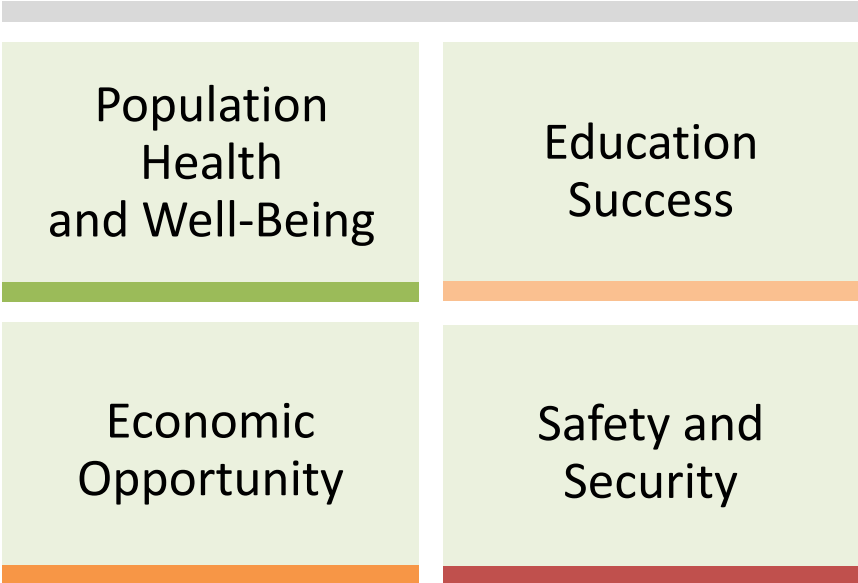 Population
Health
and Well-Being
Education
Success
Economic
Opportunity
Safety and
Security